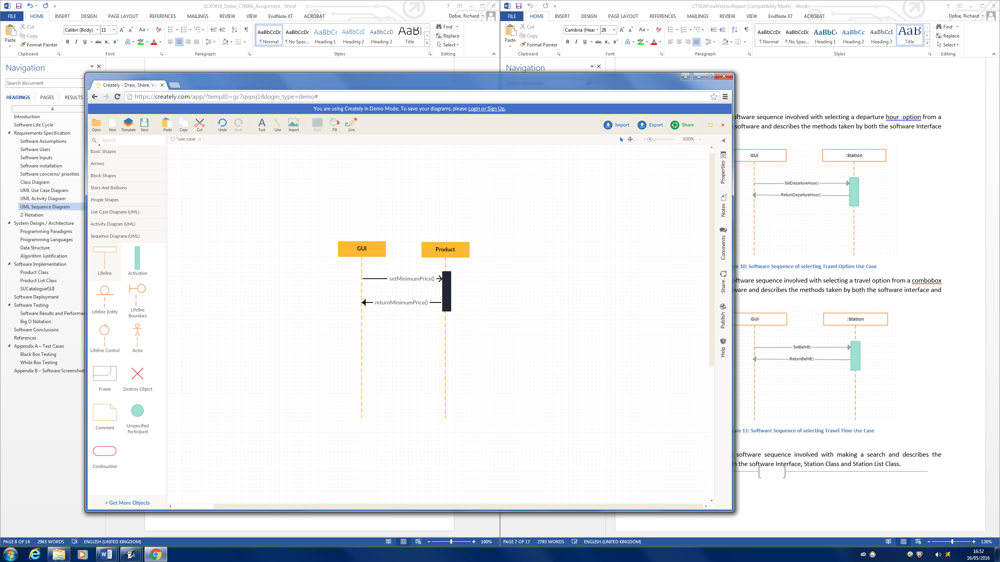 S1305610_Dobie_CT6006_Assignment - Word
FILE HOME INSERT DESIGN PAGE LAYOUT REFERENCES MAILINGS REVIEW VIEW EndNote X7 ACROBAT Dobie, Richard
Paste
Cut
Copy
Format Painter
Clipboard
Calibri (Body) 11
Font
Paragraph
AaBbCcDc AaBbCcDc AaBbCc AaBbCcD AaBbCcD AaBl
¶ Normal ¶ No Spac... Heading 1 Heading 2 Heading 3 Title
Styles
Find
Replace
Select
Editing
CT5026FinalVersionReport [Compatibility Mode] - Word
FILE HOME INSERT DESIGN PAGE LAYOUT REFERENCES MAILINGS REVIEW VIEW EndNote X7 ACROBAT Dobie, Richard
Paste
Cut
Copy
Format Painter
Clipboard
Cambria (Heac 26
Font
Paragraph
AaBbCcDc AaBbCcDc AaBbCc AaBbCc AaBbCcI AaB
¶ Normal ¶ No Spac... Heading 1 Heading 2 Heading 3 Title
Styles
Find
Replace
Select
Editing
Navigation
Search document
HEADINGS PAGES RESULTS
Introduction
Software Life Cycle
Requirements Specification
Software Assumptions
Software Users
Software Inputs
Software installation
Software concerns/ priorities
Class Diagram
UML Use Case Diagram
UML Activity Diagram
UML Sequence Diagram
Z-Notation
System Design / Architecture
Programming Paradigms
Programming Languages
Data Structure
Algorithm Justification
Software Implementation
Product Class
Product List Class
SUCatalogueGUI
Software Deployment
Software Testing
Software Results and Performar
Big O Notation
Software Conclusions
References
Appendix A – Test Cases
Black Box Testing
White Box Testing
Appendix B – Software Screenshots
Navigation
Creately - Draw, Share, Va
https://creately.com/app/?tempID=gc7qvpsj1&login_type=demo#
You are using Creately in Demo Mode. To save your diagrams, please Login or Sign Up.
Open New Template Save Paste Copy Cut Undo Redo Text Line Import Style Fill Line
Import Export Share
Search
*use case
100%
Basic Shapes
Arrows
Block Shapes
Stars And Balloons
People Shapes
Use Case Diagrams (UML)
Activity Diagram (UML)
Sequence Diagrams (UML)
Lifeline Activation
Lifeline Entity Lifeline
Boundary
Lifeline Control Actor
Frame Destroy Object
Comment Unspecified
Participant
Continuation
+ Get More Objects
GUI
Product
setMinimumPrice()
returnMinimumPrice()
Properties
Notes
Comments
Share
Publish
Help
oftware sequence involved with selecting a departure hour option from a
software and describes the methods taken by both the software Interface
GUI :Station
SetDepartureHour()
ReturnDepartureHour()
re 10: Software Sequence of selecting Travel Option Use Case
oftware sequence involved with selecting a travel option from a combobox
ware and describes the methods taken by both the software interface and
GUI :Station
SetBefAft()
ReturnBefAft()
ure 11: Software Sequence of selecting Travel Time Use Case
software sequence involved with making a search and describes the
n the software Interface, Station Class and Station List Class.
PAGE 8 OF 14 2965 WORDS ENGLISH (UNITED KINGDOM) 100%
PAGE 7 OF 17 2793 WORDS ENGLISH (UNITED KINGDOM) 120%
16:52
16/05/2016